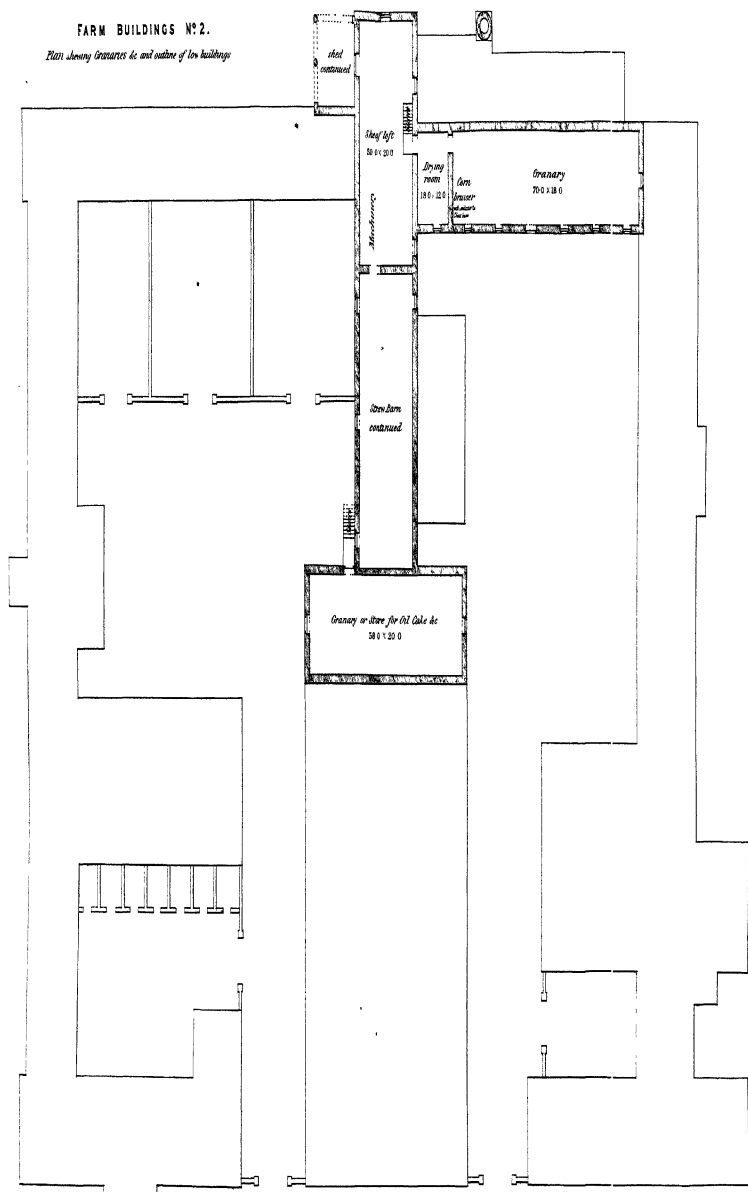 FARM BUILDINGS Nº 2.
Plan shewing Granaries &c and outline of low buildings
shed
continued
Sheaf loft
50 0 x 20 0
Machinery
Drying
room
18 0 x 12 0
Corn
bruiser
Granary
70-0 x 18 0
Straw Barn
continued
Granary or Store for Oil Cake &c
58 0 x 20 0